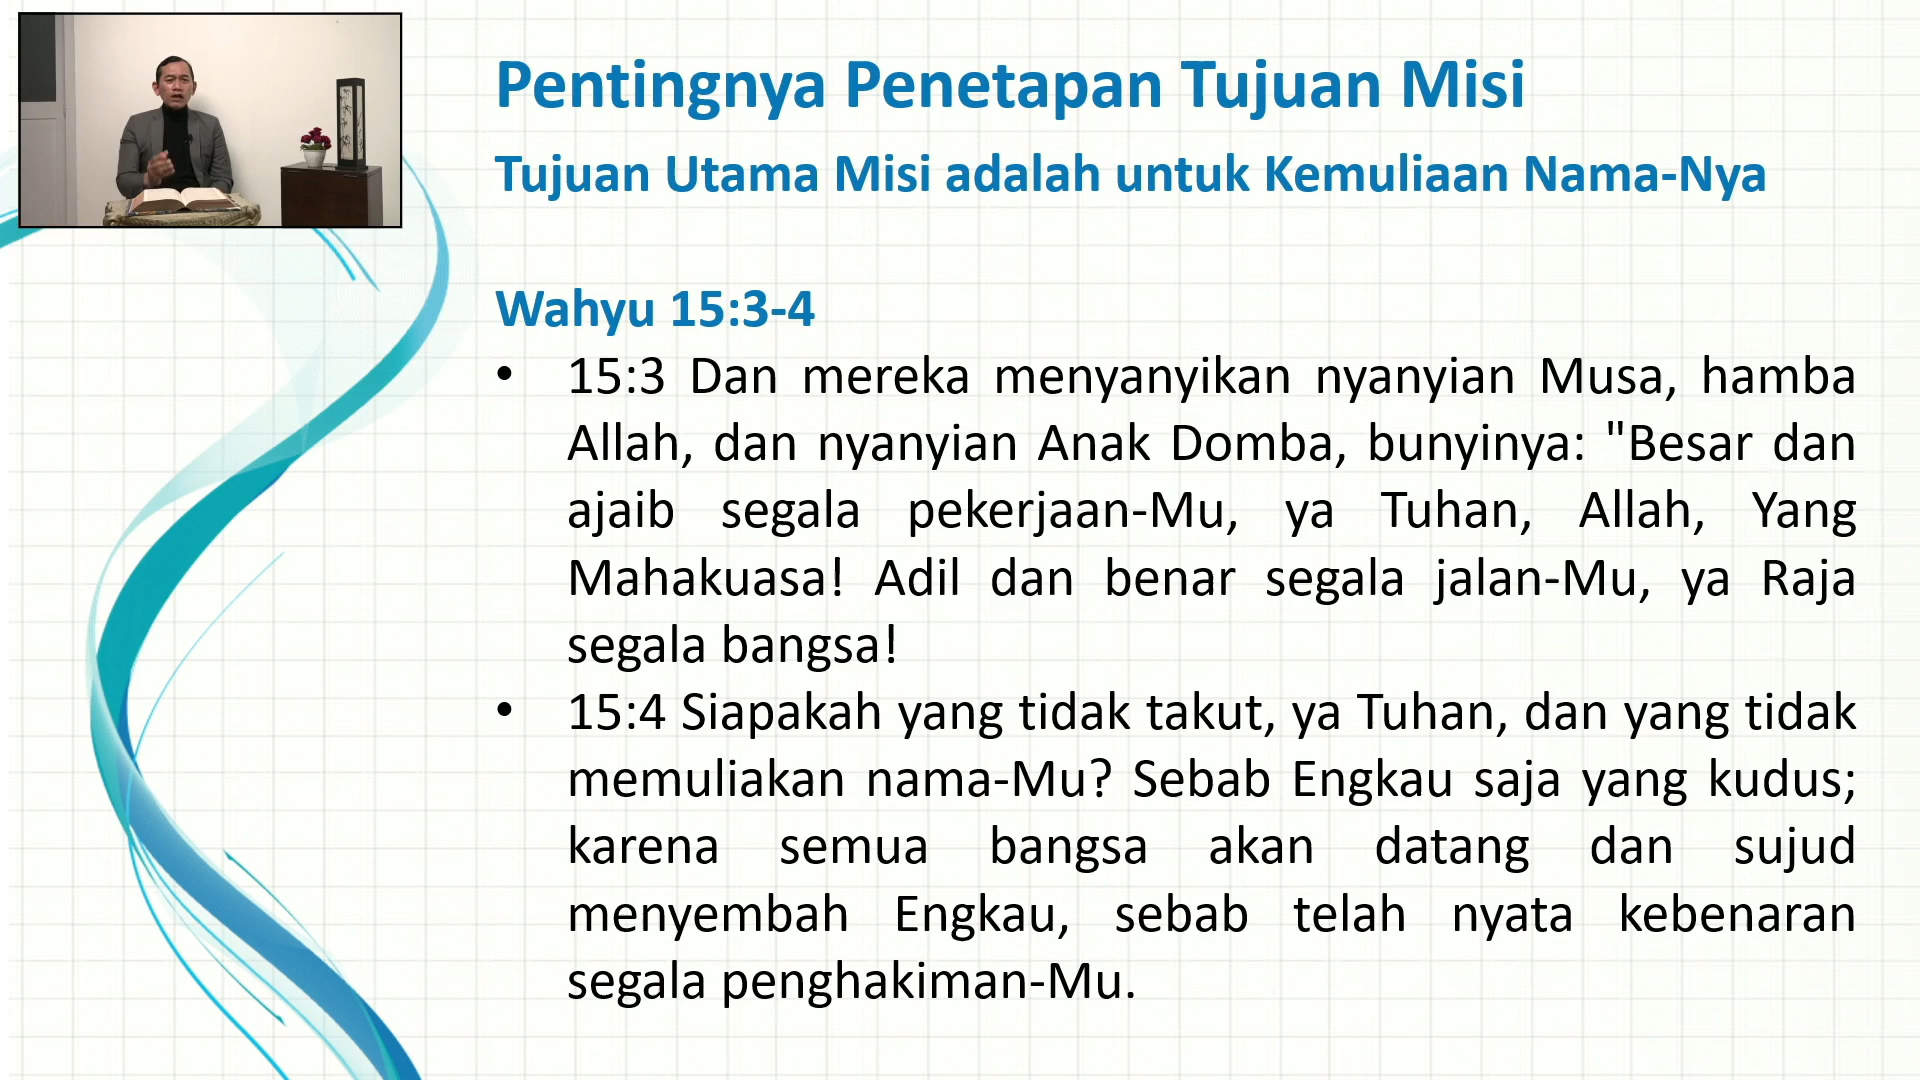 Pentingnya Penetapan Tujuan Misi
Tujuan Utama Misi adalah untuk Kemuliaan Nama-Nya
Wahyu 15:3-4
• 15:3 Dan mereka menyanyikan nyanyian Musa, hamba
Allah, dan nyanyian Anak Domba, bunyinya: "Besar dan
ajaib segala pekerjaan-Mu, ya Tuhan, Allah, Yang
Mahakuasa! Adil dan benar segala jalan-Mu, ya Raja
segala bangsa!
• 15:4 Siapakah yang tidak takut, ya Tuhan, dan yang tidak
memuliakan nama-Mu? Sebab Engkau saja yang kudus;
karena semua bangsa akan datang dan sujud
menyembah Engkau, sebab telah nyata kebenaran
segala penghakiman-Mu.